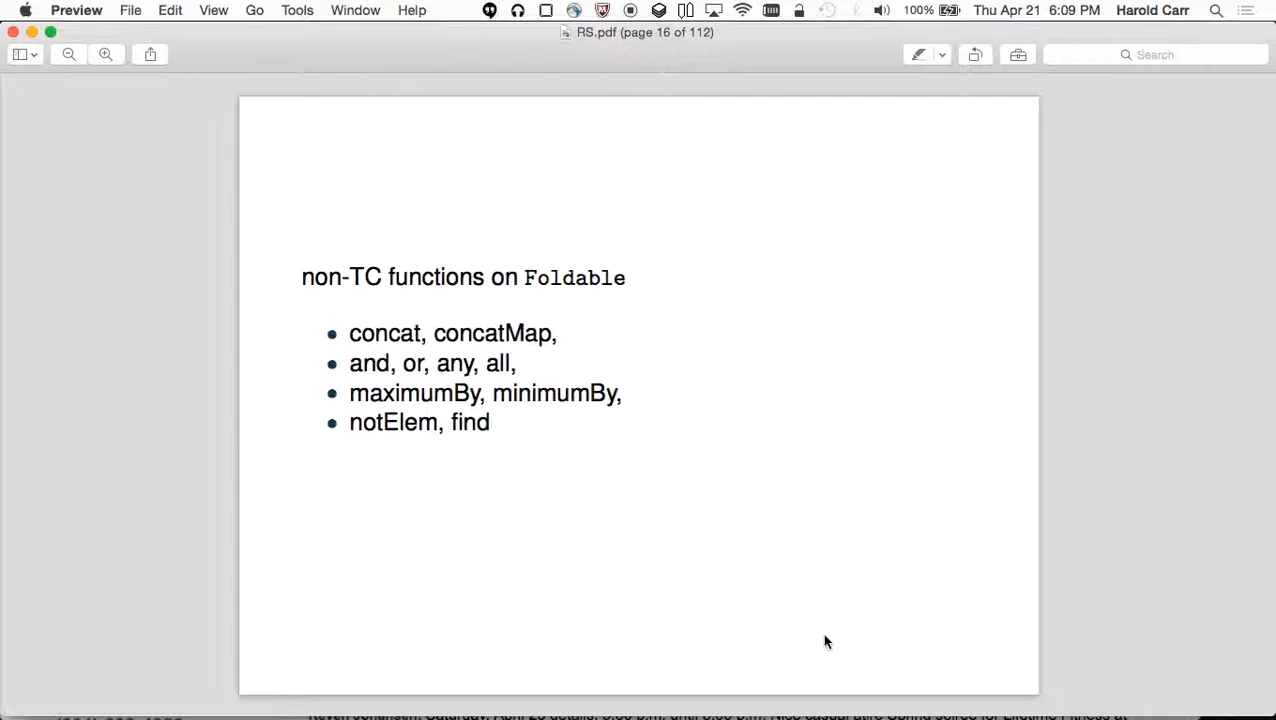 Preview File Edit View Go Tools Window Help 100% Thu Apr 21 6:09 PM Harold Carr
RS.pdf (page 16 of 112)
Search
non-TC functions on Foldable
• concat, concatMap,
• and, or, any, all,
• maximumBy, minimumBy,
• notElem, find